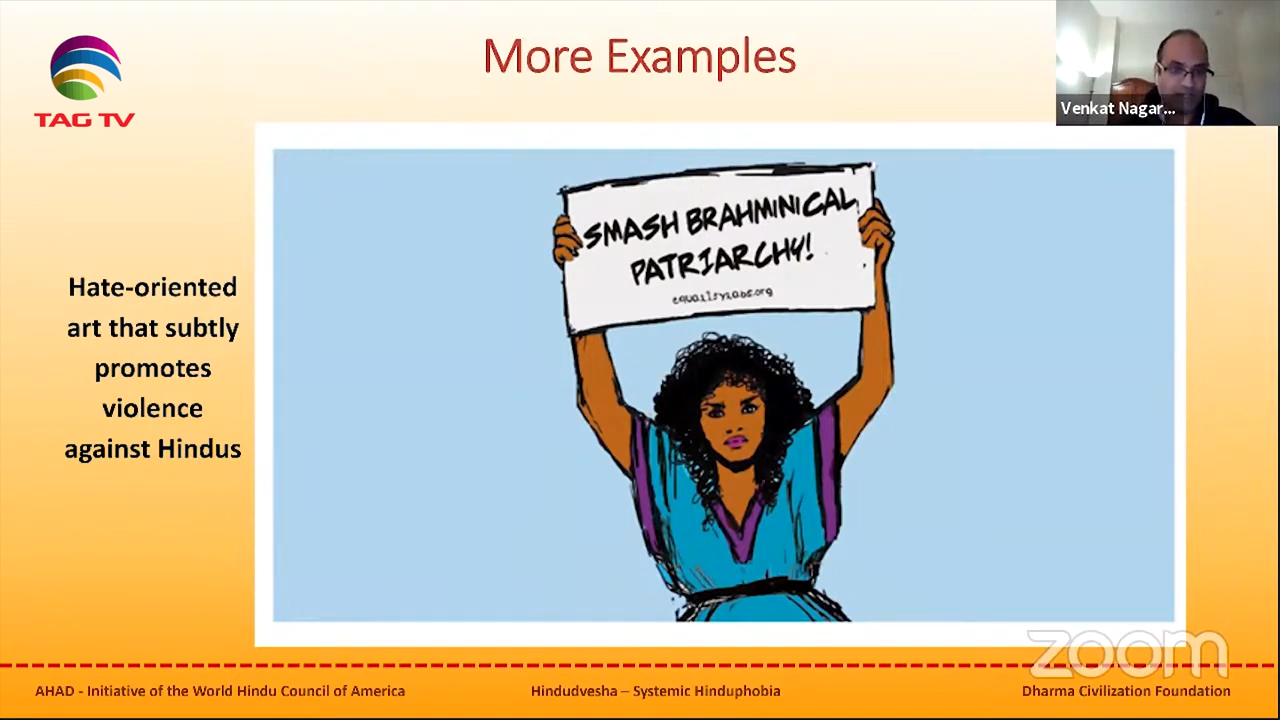 More Examples
TAG TV
Venkat Nagar...
SMASH BRAHMINICAL
PATRIARCHY!
equalitylabs.org
Hate-oriented
art that subtly
promotes
violence
against Hindus
zoom
AHAD - Initiative of the World Hindu Council of America
Hindudvesha – Systemic Hinduphobia
Dharma Civilization Foundation